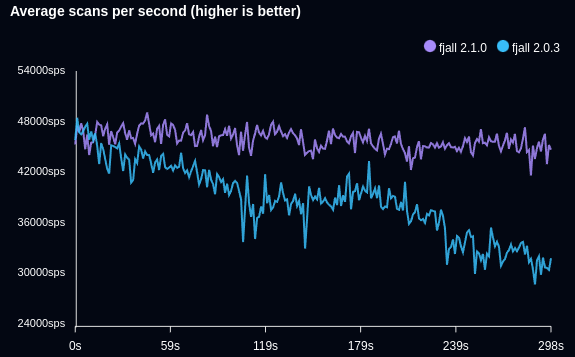 Average scans per second (higher is better)
fjall 2.1.0 fjall 2.0.3
54000sps
48000sps
42000sps
36000sps
30000sps
24000sps
0s 59s 119s 179s 239s 298s